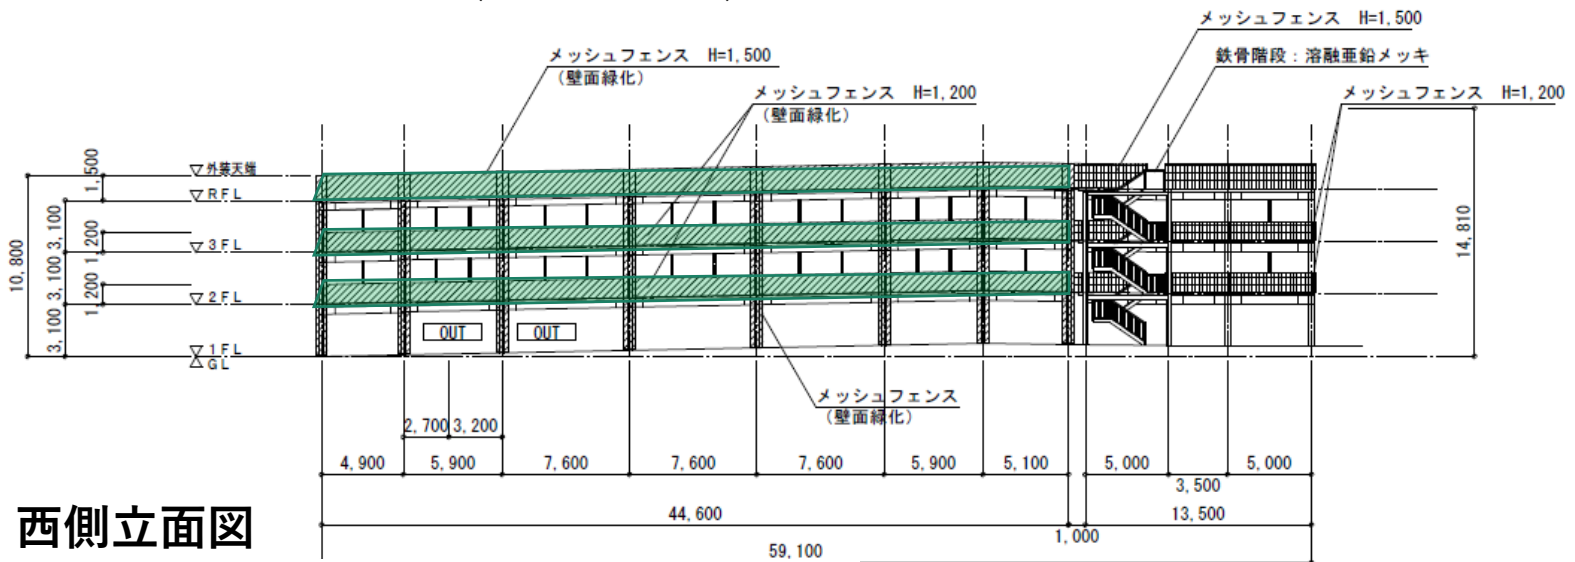 メッシュフェンス H=1,500
メッシュフェンス H=1,500
(壁面緑化)
鉄骨階段：溶融亜鉛メッキ
メッシュフェンス H=1,200
(壁面緑化)
メッシュフェンス H=1,200
外装天端
RFL
3FL
2FL
1FL
GL
1,500
3,100
1,200
3,100
1,200
3,100
10,800
14,810
OUT
OUT
メッシュフェンス
(壁面緑化)
2,700
3,200
4,900
5,900
7,600
7,600
7,600
5,900
5,100
5,000
5,000
3,500
44,600
13,500
1,000
59,100
西側立面図